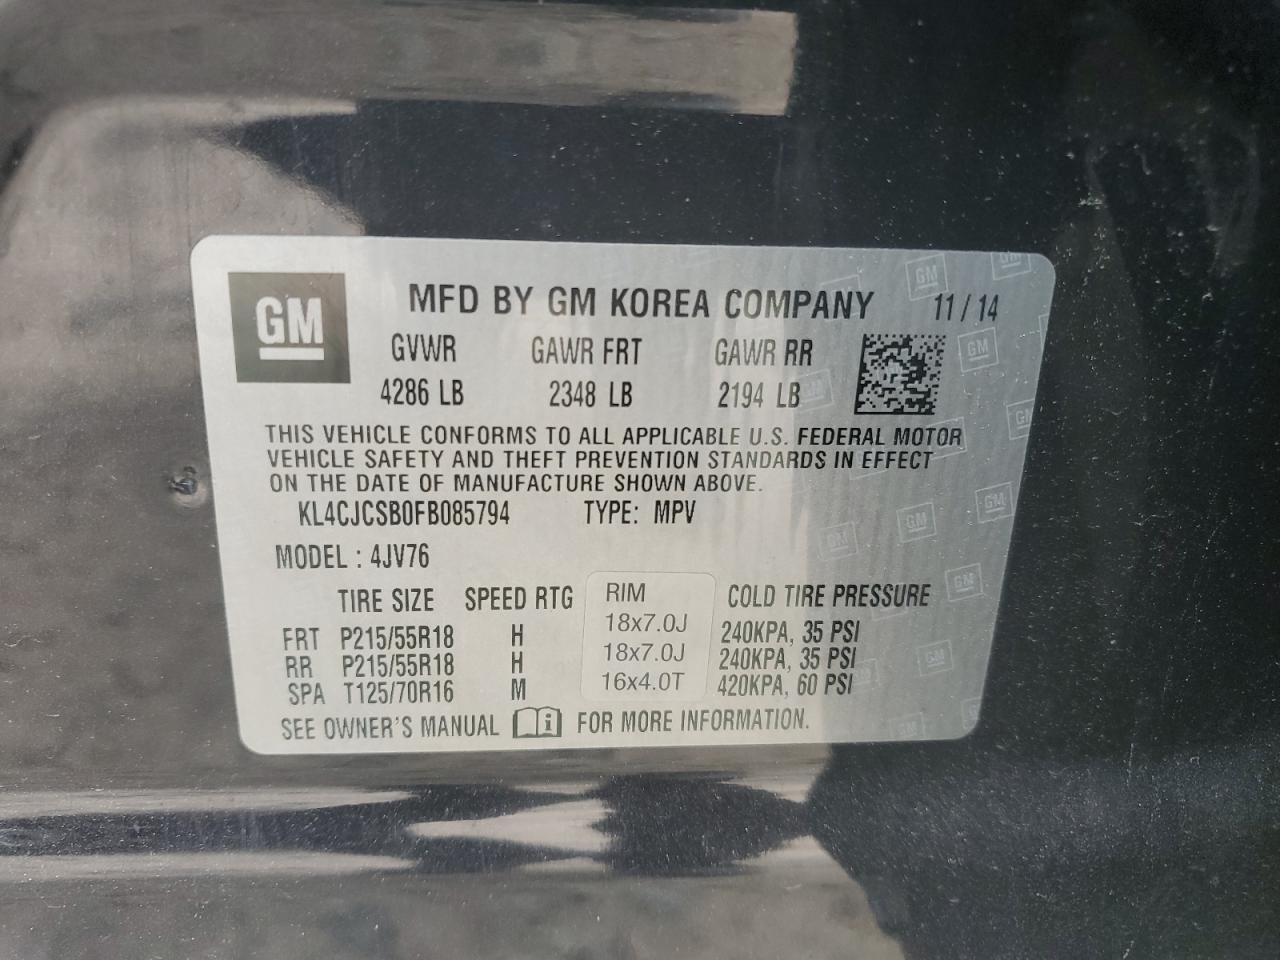 GM MFD BY GM KOREA COMPANY 11 / 14
GVWR GAWR FRT GAWR RR
4286 LB 2348 LB 2194 LB
THIS VEHICLE CONFORMS TO ALL APPLICABLE U.S. FEDERAL MOTOR
VEHICLE SAFETY AND THEFT PREVENTION STANDARDS IN EFFECT
ON THE DATE OF MANUFACTURE SHOWN ABOVE.
KL4CJCSB0FB085794 TYPE: MPV
MODEL : 4JV76
TIRE SIZE SPEED RTG RIM COLD TIRE PRESSURE
FRT P215/55R18 H 18x7.0J 240KPA, 35 PSI
RR P215/55R18 H 18x7.0J 240KPA, 35 PSI
SPA T125/70R16 M 16x4.0T 420KPA, 60 PSI
SEE OWNER'S MANUAL i FOR MORE INFORMATION.